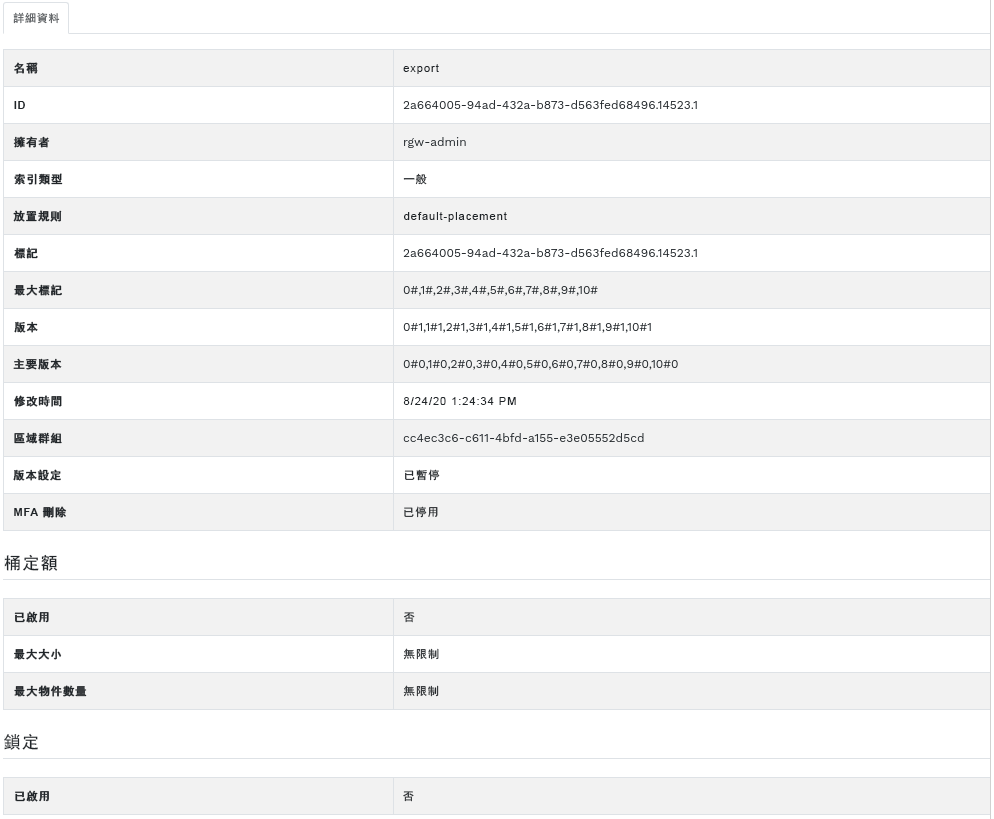 詳細資料
名稱 export
ID 2a664005-94ad-432a-b873-d563fed68496.14523.1
擁有者 rgw-admin
索引類型 一般
放置規則 default-placement
標記 2a664005-94ad-432a-b873-d563fed68496.14523.1
最大標記 0#,1#,2#,3#,4#,5#,6#,7#,8#,9#,10#
版本 0#1,1#1,2#1,3#1,4#1,5#1,6#1,7#1,8#1,9#1,10#1
主要版本 0#0,1#0,2#0,3#0,4#0,5#0,6#0,7#0,8#0,9#0,10#0
修改時間 8/24/20 1:24:34 PM
區域群組 cc4ec3c6-c611-4bfd-a155-e3e05552d5cd
版本設定 已暫停
MFA 刪除 已停用
桶定額
已啟用 否
最大大小 無限制
最大物件數量 無限制
鎖定
已啟用 否